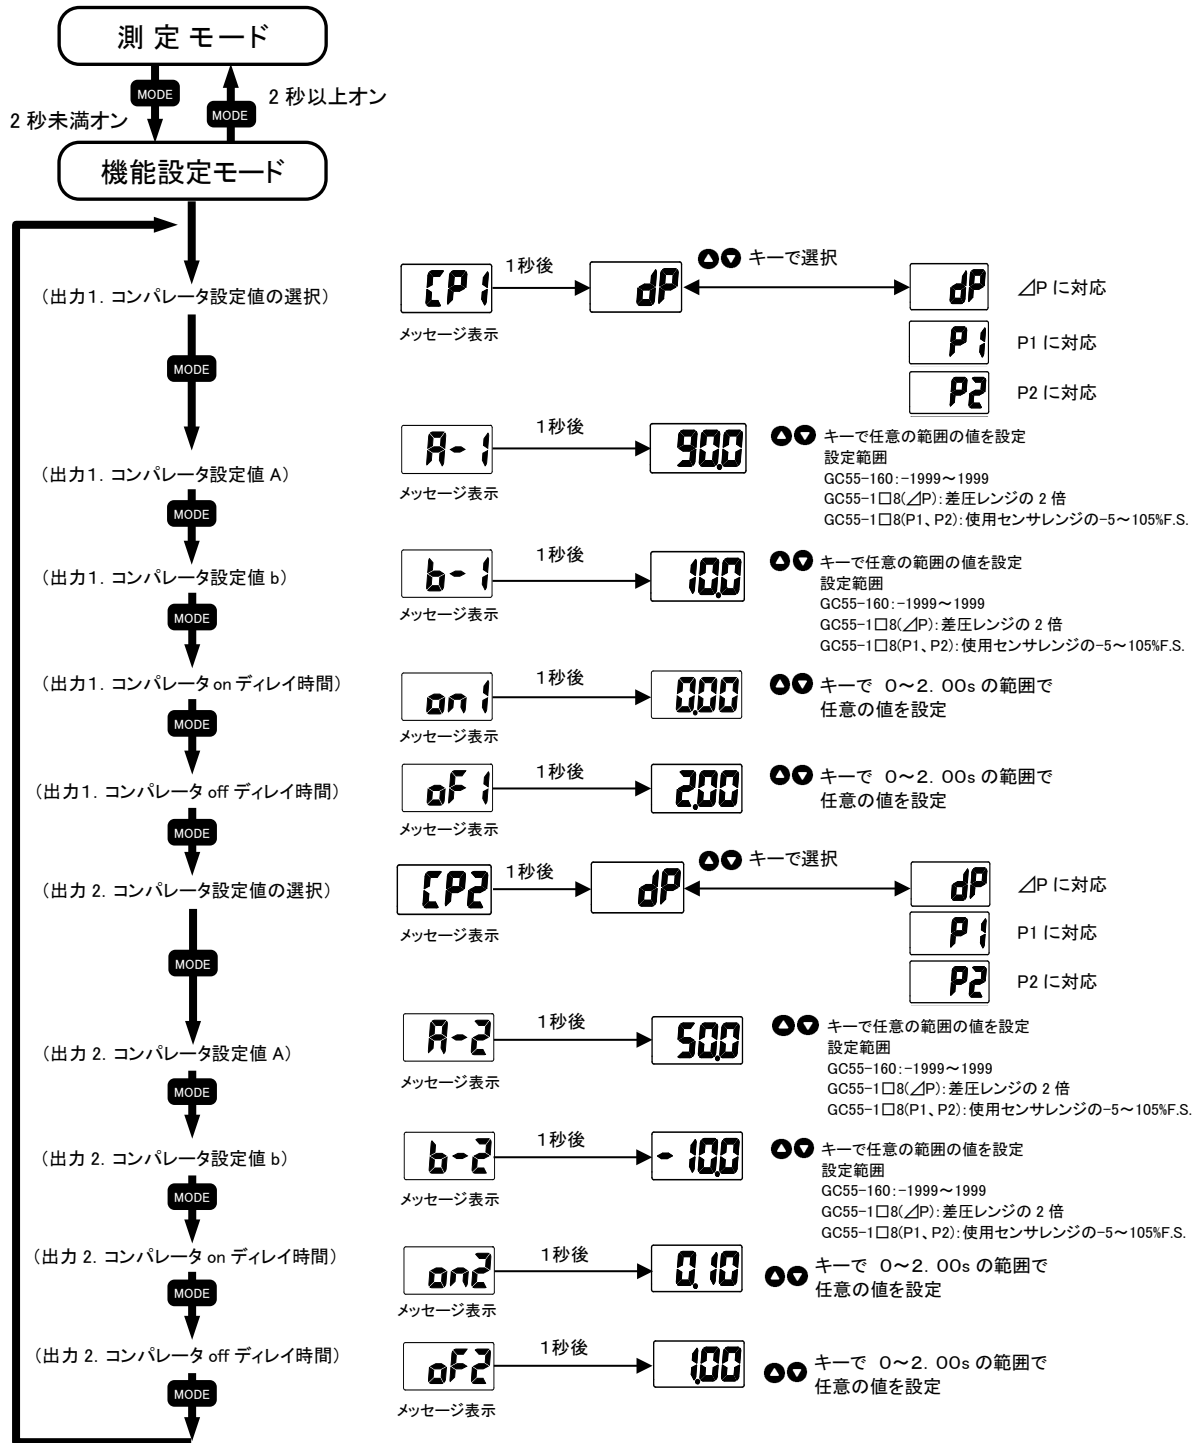 測 定 モード
MODE
MODE
2 秒以上オン
2 秒未満オン
機能設定モード
(出力1. コンパレータ設定値の選択)
CP1
1秒後
dP
キーで選択
dP
⊿P に対応
メッセージ表示
P1
P1 に対応
P2
P2 に対応
MODE
(出力1. コンパレータ設定値 A)
A-1
1秒後
90.0
キーで任意の範囲の値を設定
設定範囲
GC55-160:-1999～1999
GC55-1□8(⊿P):差圧レンジの 2 倍
GC55-1□8(P1、P2):使用センサレンジの-5～105%F.S.
メッセージ表示
MODE
(出力1. コンパレータ設定値 b)
b-1
1秒後
10.0
キーで任意の範囲の値を設定
設定範囲
GC55-160:-1999～1999
GC55-1□8(⊿P):差圧レンジの 2 倍
GC55-1□8(P1、P2):使用センサレンジの-5～105%F.S.
メッセージ表示
MODE
(出力1. コンパレータ on ディレイ時間)
on1
1秒後
0.00
キーで 0～2. 00s の範囲で
任意の値を設定
メッセージ表示
MODE
(出力1. コンパレータ off ディレイ時間)
oF1
1秒後
2.00
キーで 0～2. 00s の範囲で
任意の値を設定
メッセージ表示
MODE
(出力 2. コンパレータ設定値の選択)
CP2
1秒後
dP
キーで選択
dP
⊿P に対応
メッセージ表示
P1
P1 に対応
P2
P2 に対応
MODE
(出力 2. コンパレータ設定値 A)
A-2
1秒後
50.0
キーで任意の範囲の値を設定
設定範囲
GC55-160:-1999～1999
GC55-1□8(⊿P):差圧レンジの 2 倍
GC55-1□8(P1、P2):使用センサレンジの-5～105%F.S.
メッセージ表示
MODE
(出力 2. コンパレータ設定値 b)
b-2
1秒後
-10.0
キーで任意の範囲の値を設定
設定範囲
GC55-160:-1999～1999
GC55-1□8(⊿P):差圧レンジの 2 倍
GC55-1□8(P1、P2):使用センサレンジの-5～105%F.S.
メッセージ表示
MODE
(出力 2. コンパレータ on ディレイ時間)
on2
1秒後
0.10
キーで 0～2. 00s の範囲で
任意の値を設定
メッセージ表示
MODE
(出力 2. コンパレータ off ディレイ時間)
oF2
1秒後
1.00
キーで 0～2. 00s の範囲で
任意の値を設定
メッセージ表示
MODE